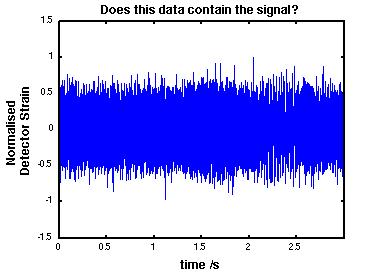 Does this data contain the signal?
1.5
1
0.5
0
-0.5
-1
-1.5
Normalised
Detector Strain
0 0.5 1 1.5 2 2.5
time /s